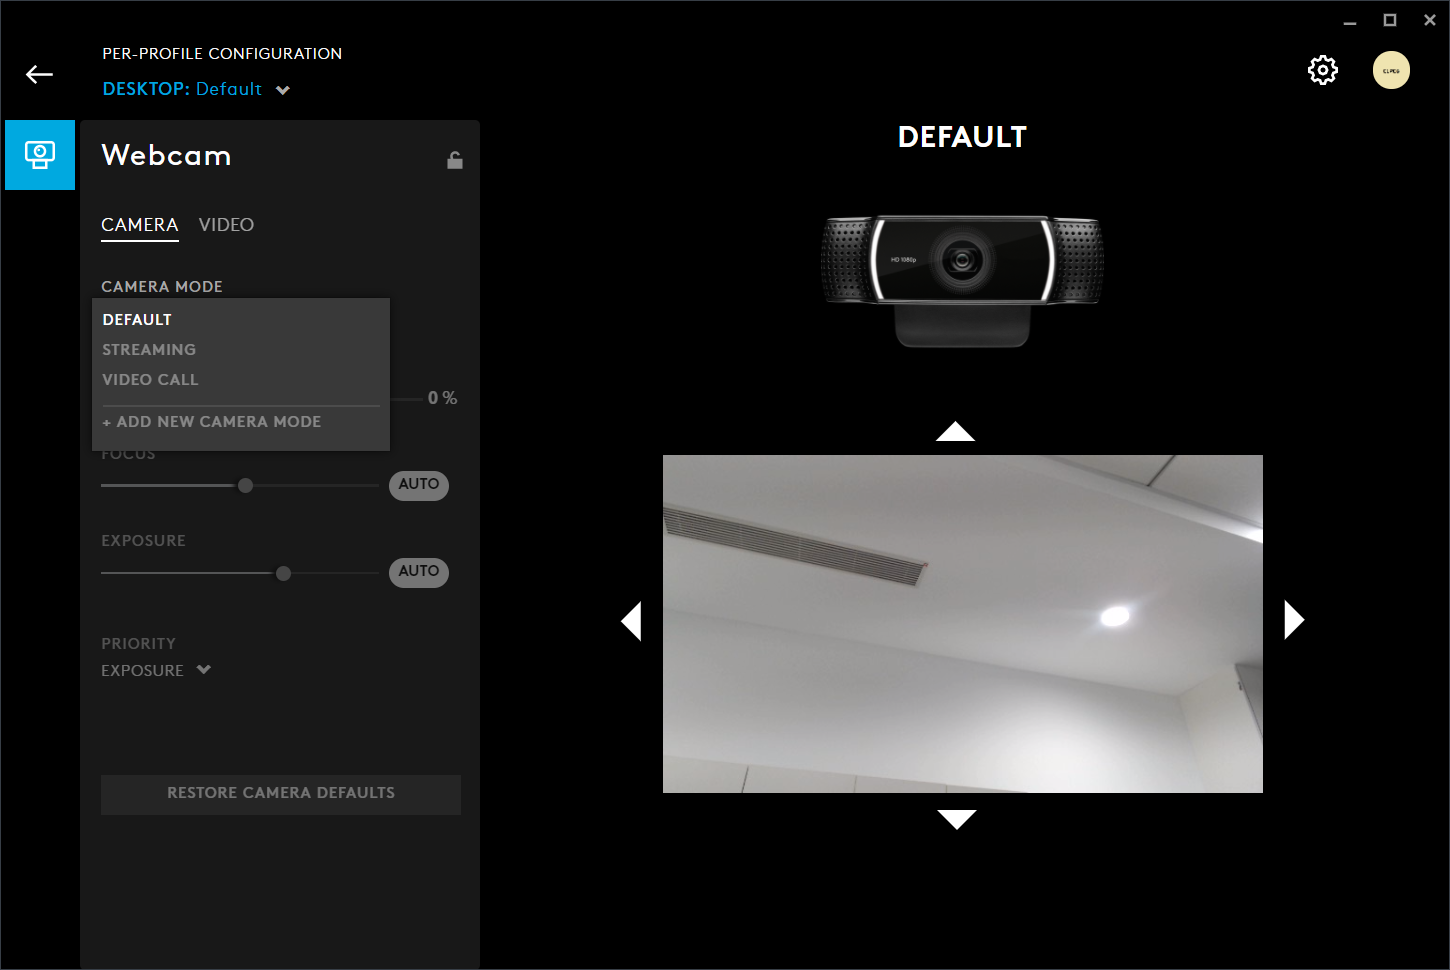 PER-PROFILE CONFIGURATION
DESKTOP: Default
Webcam
CAMERA VIDEO
CAMERA MODE
DEFAULT
STREAMING
VIDEO CALL
+ ADD NEW CAMERA MODE
0 %
FOCUS
AUTO
EXPOSURE
AUTO
PRIORITY
EXPOSURE
RESTORE CAMERA DEFAULTS
DEFAULT
HD 1080p